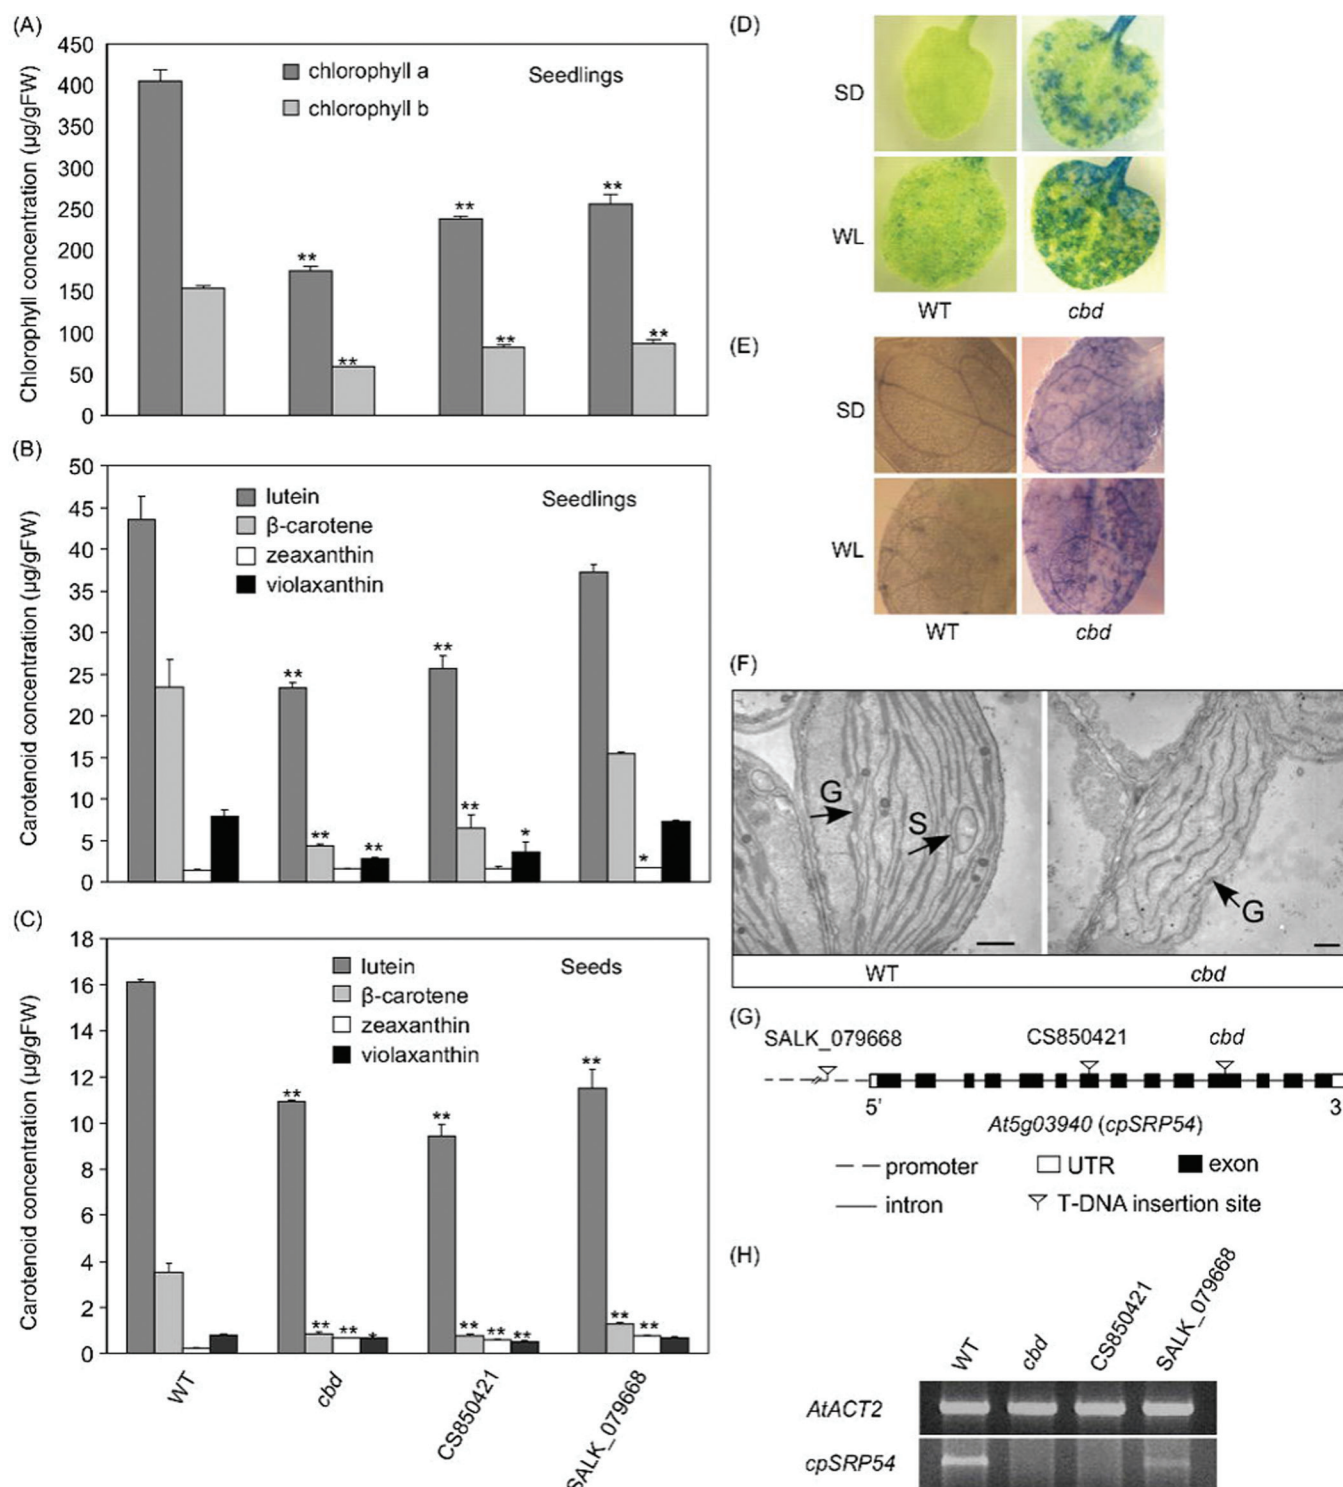 (A)
Chlorophyll concentration (µg/gFW)
450
400
350
300
250
200
150
100
50
0
chlorophyll a
chlorophyll b
Seedlings
**
**
**
**
**
**
(B)
Carotenoid concentration (µg/gFW)
50
45
40
35
30
25
20
15
10
5
0
lutein
β-carotene
zeaxanthin
violaxanthin
Seedlings
**
**
**
**
**
*
*
(C)
Carotenoid concentration (µg/gFW)
18
16
14
12
10
8
6
4
2
0
lutein
β-carotene
zeaxanthin
violaxanthin
Seeds
**
**
**
*
**
**
**
**
**
**
**
WT
cbd
CS850421
SALK_079668
(D)
SD
WL
WT
cbd
(E)
SD
WL
WT
cbd
(F)
G
S
G
WT
cbd
(G)
SALK_079668
CS850421
cbd
5'
3
At5g03940 (cpSRP54)
promoter
UTR
exon
intron
T-DNA insertion site
(H)
WT
cbd
CS850421
SALK_079668
AtACT2
cpSRP54